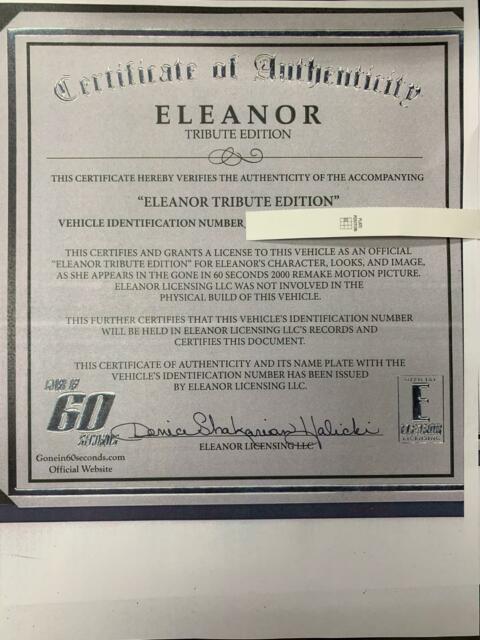 Certificate of Authenticity
ELEANOR
TRIBUTE EDITION
THIS CERTIFICATE HEREBY VERIFIES THE AUTHENTICITY OF THE ACCOMPANYING
“ELEANOR TRIBUTE EDITION”
VEHICLE IDENTIFICATION NUMBER
THIS CERTIFIES AND GRANTS A LICENSE TO THIS VEHICLE AS AN OFFICIAL
“ELEANOR TRIBUTE EDITION” FOR ELEANOR'S CHARACTER, LOOKS, AND IMAGE,
AS SHE APPEARS IN THE GONE IN 60 SECONDS 2000 REMAKE MOTION PICTURE.
ELEANOR LICENSING LLC WAS NOT INVOLVED IN THE
PHYSICAL BUILD OF THIS VEHICLE.
THIS FURTHER CERTIFIES THAT THIS VEHICLE'S IDENTIFICATION NUMBER
WILL BE HELD IN ELEANOR LICENSING LLC'S RECORDS AND
CERTIFIES THIS DOCUMENT.
THIS CERTIFICATE OF AUTHENTICITY AND ITS NAME PLATE WITH THE
VEHICLE'S IDENTIFICATION NUMBER HAS BEEN ISSUED
BY ELEANOR LICENSING LLC.
GONE IN
60
SECONDS
Denice Shakarian Halicki
ELEANOR LICENSING LLC
Gonein60seconds.com
Official Website
OFFICIAL
E
ELEANOR
LICENSING